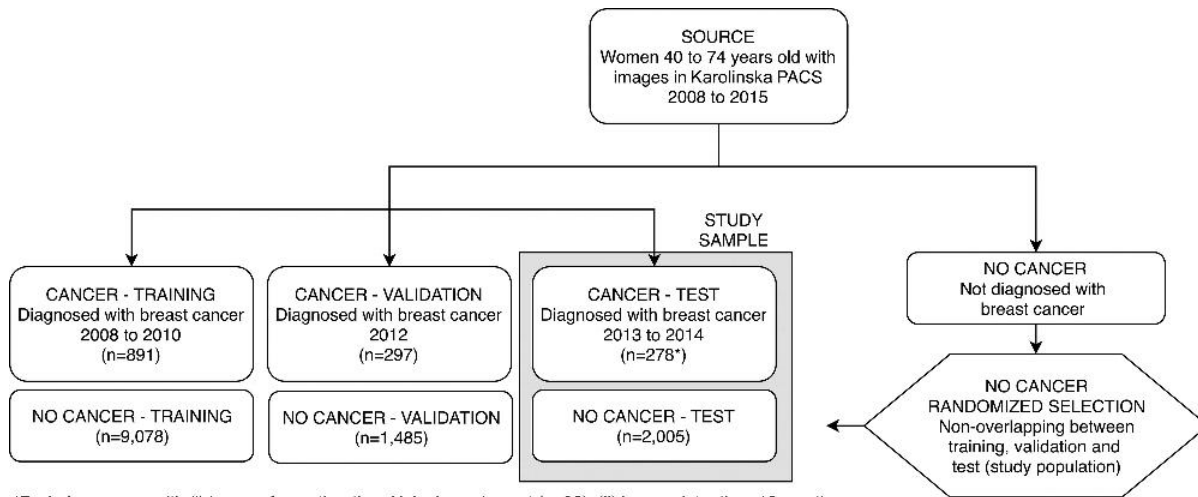 SOURCE
Women 40 to 74 years old with
images in Karolinska PACS
2008 to 2015
STUDY
SAMPLE
CANCER - TRAINING
Diagnosed with breast cancer
2008 to 2010
(n=891)
CANCER - VALIDATION
Diagnosed with breast cancer
2012
(n=297)
CANCER - TEST
Diagnosed with breast cancer
2013 to 2014
(n=278*)
NO CANCER
Not diagnosed with
breast cancer
NO CANCER - TRAINING
(n=9,078)
NO CANCER - VALIDATION
(n=1,485)
NO CANCER - TEST
(n=2,005)
NO CANCER
RANDOMIZED SELECTION
Non-overlapping between
training, validation and
test (study population)